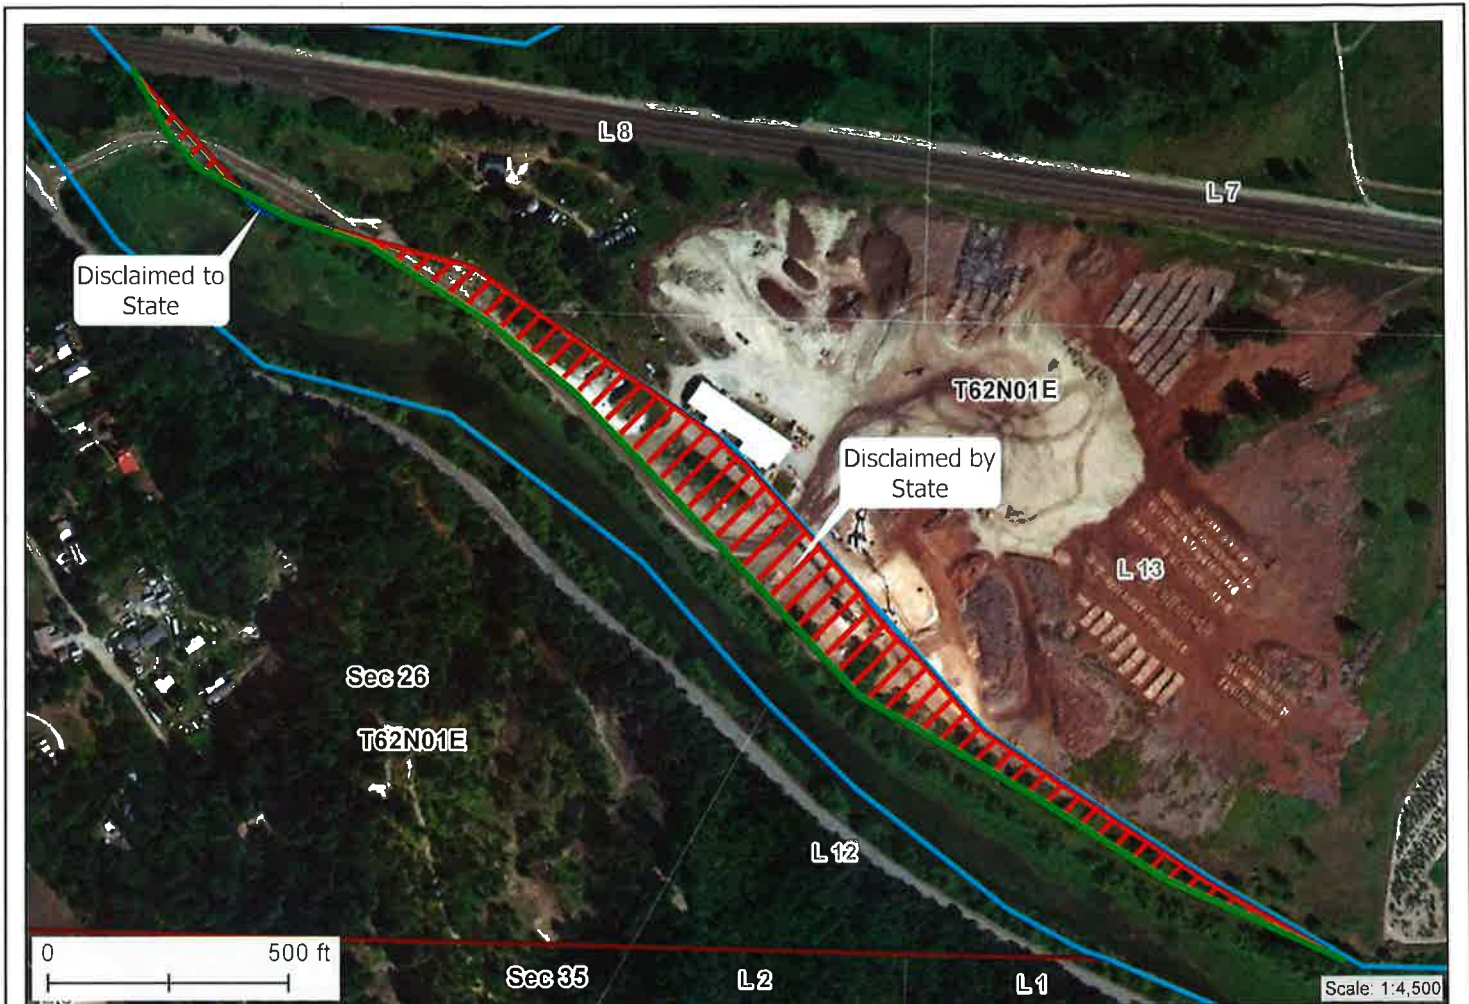 L 8
L 7
Disclaimed to
State
T62N01E
Disclaimed by
State
L 13
Sec 26
T62N01E
L 12
0 500 ft
Sec 35
L 2
L 1
Scale: 1:4,500